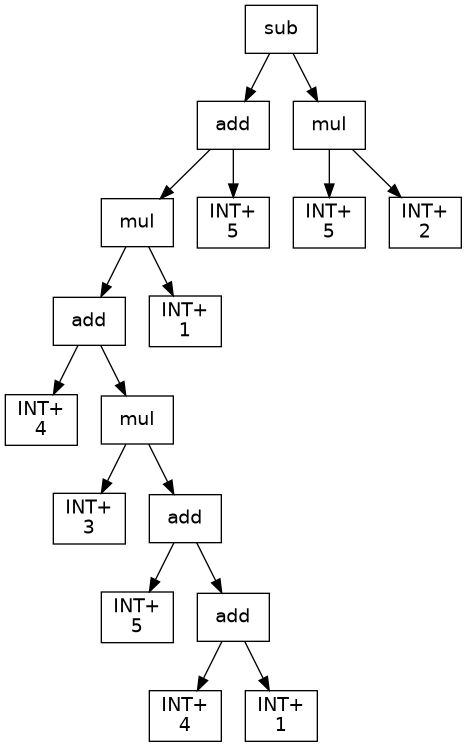 sub
add
mul
mul
INT+
5
INT+
5
INT+
2
add
INT+
1
INT+
4
mul
INT+
3
add
INT+
5
add
INT+
4
INT+
1